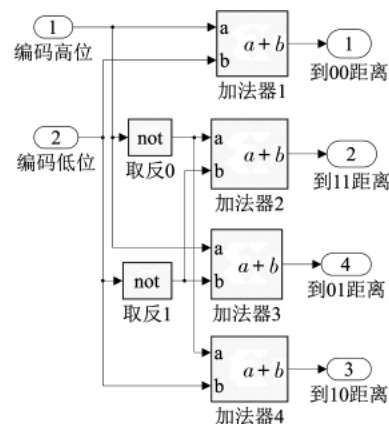 1
编码高位
a
b
a + b
加法器1
1
到00距离
2
编码低位
not
取反0
a
b
a + b
加法器2
2
到11距离
not
取反1
a
b
a + b
加法器3
4
到01距离
a
b
a + b
加法器4
3
到10距离